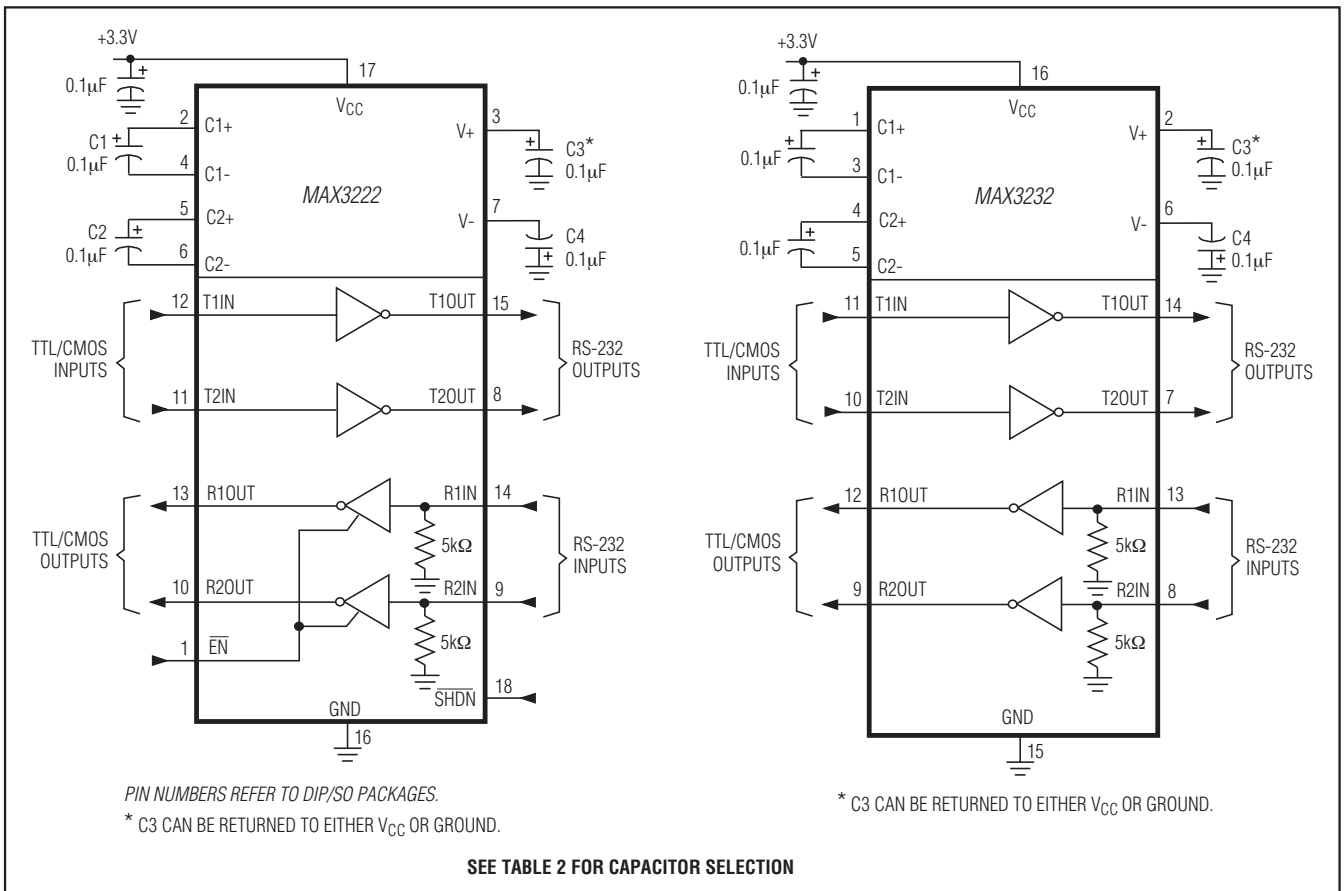 +3.3V
0.1µF
+
17
VCC
2
C1+
C1
+
0.1µF
4
C1-
5
C2+
C2
+
0.1µF
6
C2-
MAX3222
3
V+
+
C3*
0.1µF
7
V-
C4
+
0.1µF
12
T1IN
T1OUT
15
TTL/CMOS
INPUTS
RS-232
OUTPUTS
11
T2IN
T2OUT
8
13
R1OUT
R1IN
14
5kΩ
TTL/CMOS
OUTPUTS
RS-232
INPUTS
10
R2OUT
R2IN
9
5kΩ
1
EN
SHDN
18
GND
16
PIN NUMBERS REFER TO DIP/SO PACKAGES.
* C3 CAN BE RETURNED TO EITHER VCC OR GROUND.
+3.3V
0.1µF
+
16
VCC
1
C1+
+
0.1µF
3
C1-
4
C2+
+
0.1µF
5
C2-
MAX3232
2
V+
+
C3*
0.1µF
6
V-
C4
+
0.1µF
11
T1IN
T1OUT
14
TTL/CMOS
INPUTS
RS-232
OUTPUTS
10
T2IN
T2OUT
7
12
R1OUT
R1IN
13
5kΩ
TTL/CMOS
OUTPUTS
RS-232
INPUTS
9
R2OUT
R2IN
8
5kΩ
GND
15
* C3 CAN BE RETURNED TO EITHER VCC OR GROUND.
SEE TABLE 2 FOR CAPACITOR SELECTION